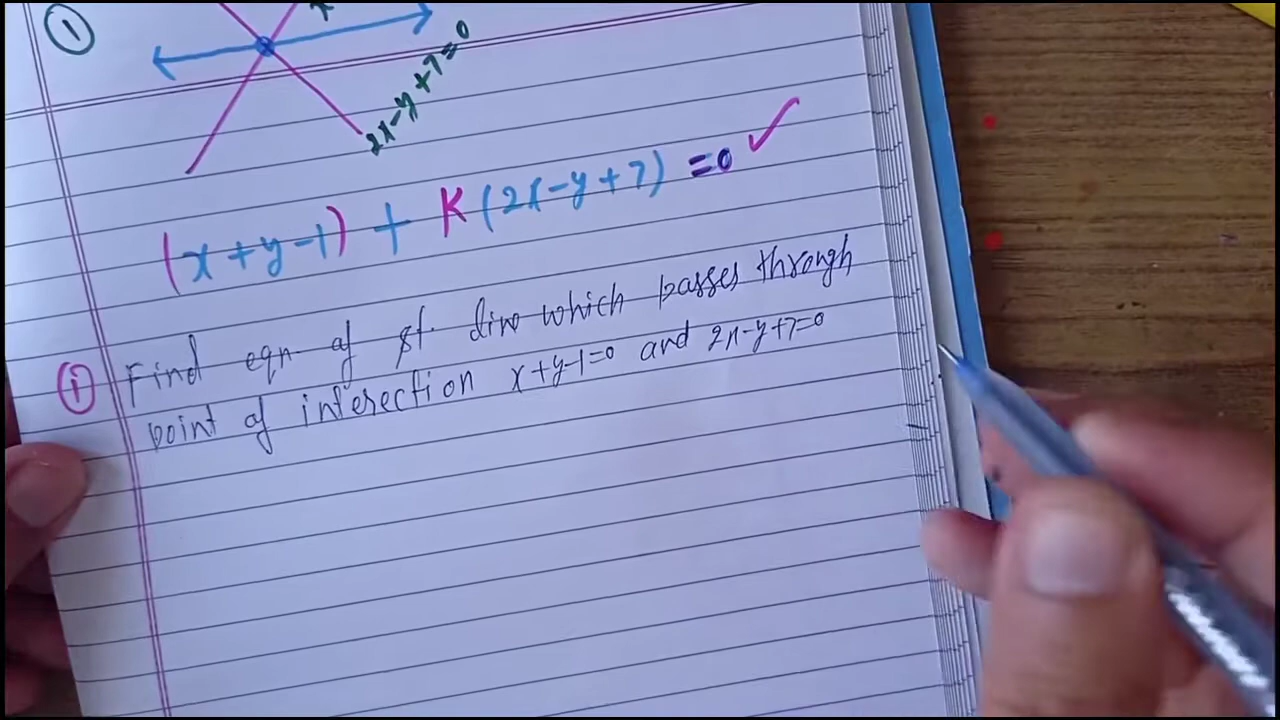 1
2x-y+7=0
(x+y-1) + K(2x-y+7) =0 ✓
i Find eqn of st. line which passes through
point of intersection x+y-1=0 and 2x-y+7=0